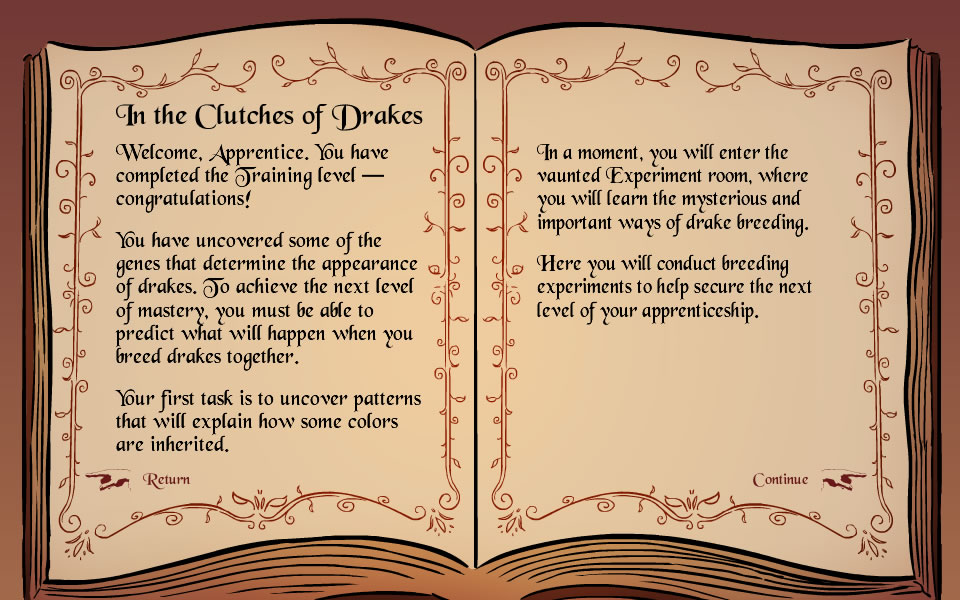 In the Clutches of Drakes
Welcome, Apprentice. You have
completed the Training level —
congratulations!
You have uncovered some of the
genes that determine the appearance
of drakes. To achieve the next level
of mastery, you must be able to
predict what will happen when you
breed drakes together.
Your first task is to uncover patterns
that will explain how some colors
are inherited.
Return
In a moment, you will enter the
vaunted Experiment room, where
you will learn the mysterious and
important ways of drake breeding.
Here you will conduct breeding
experiments to help secure the next
level of your apprenticeship.
Continue